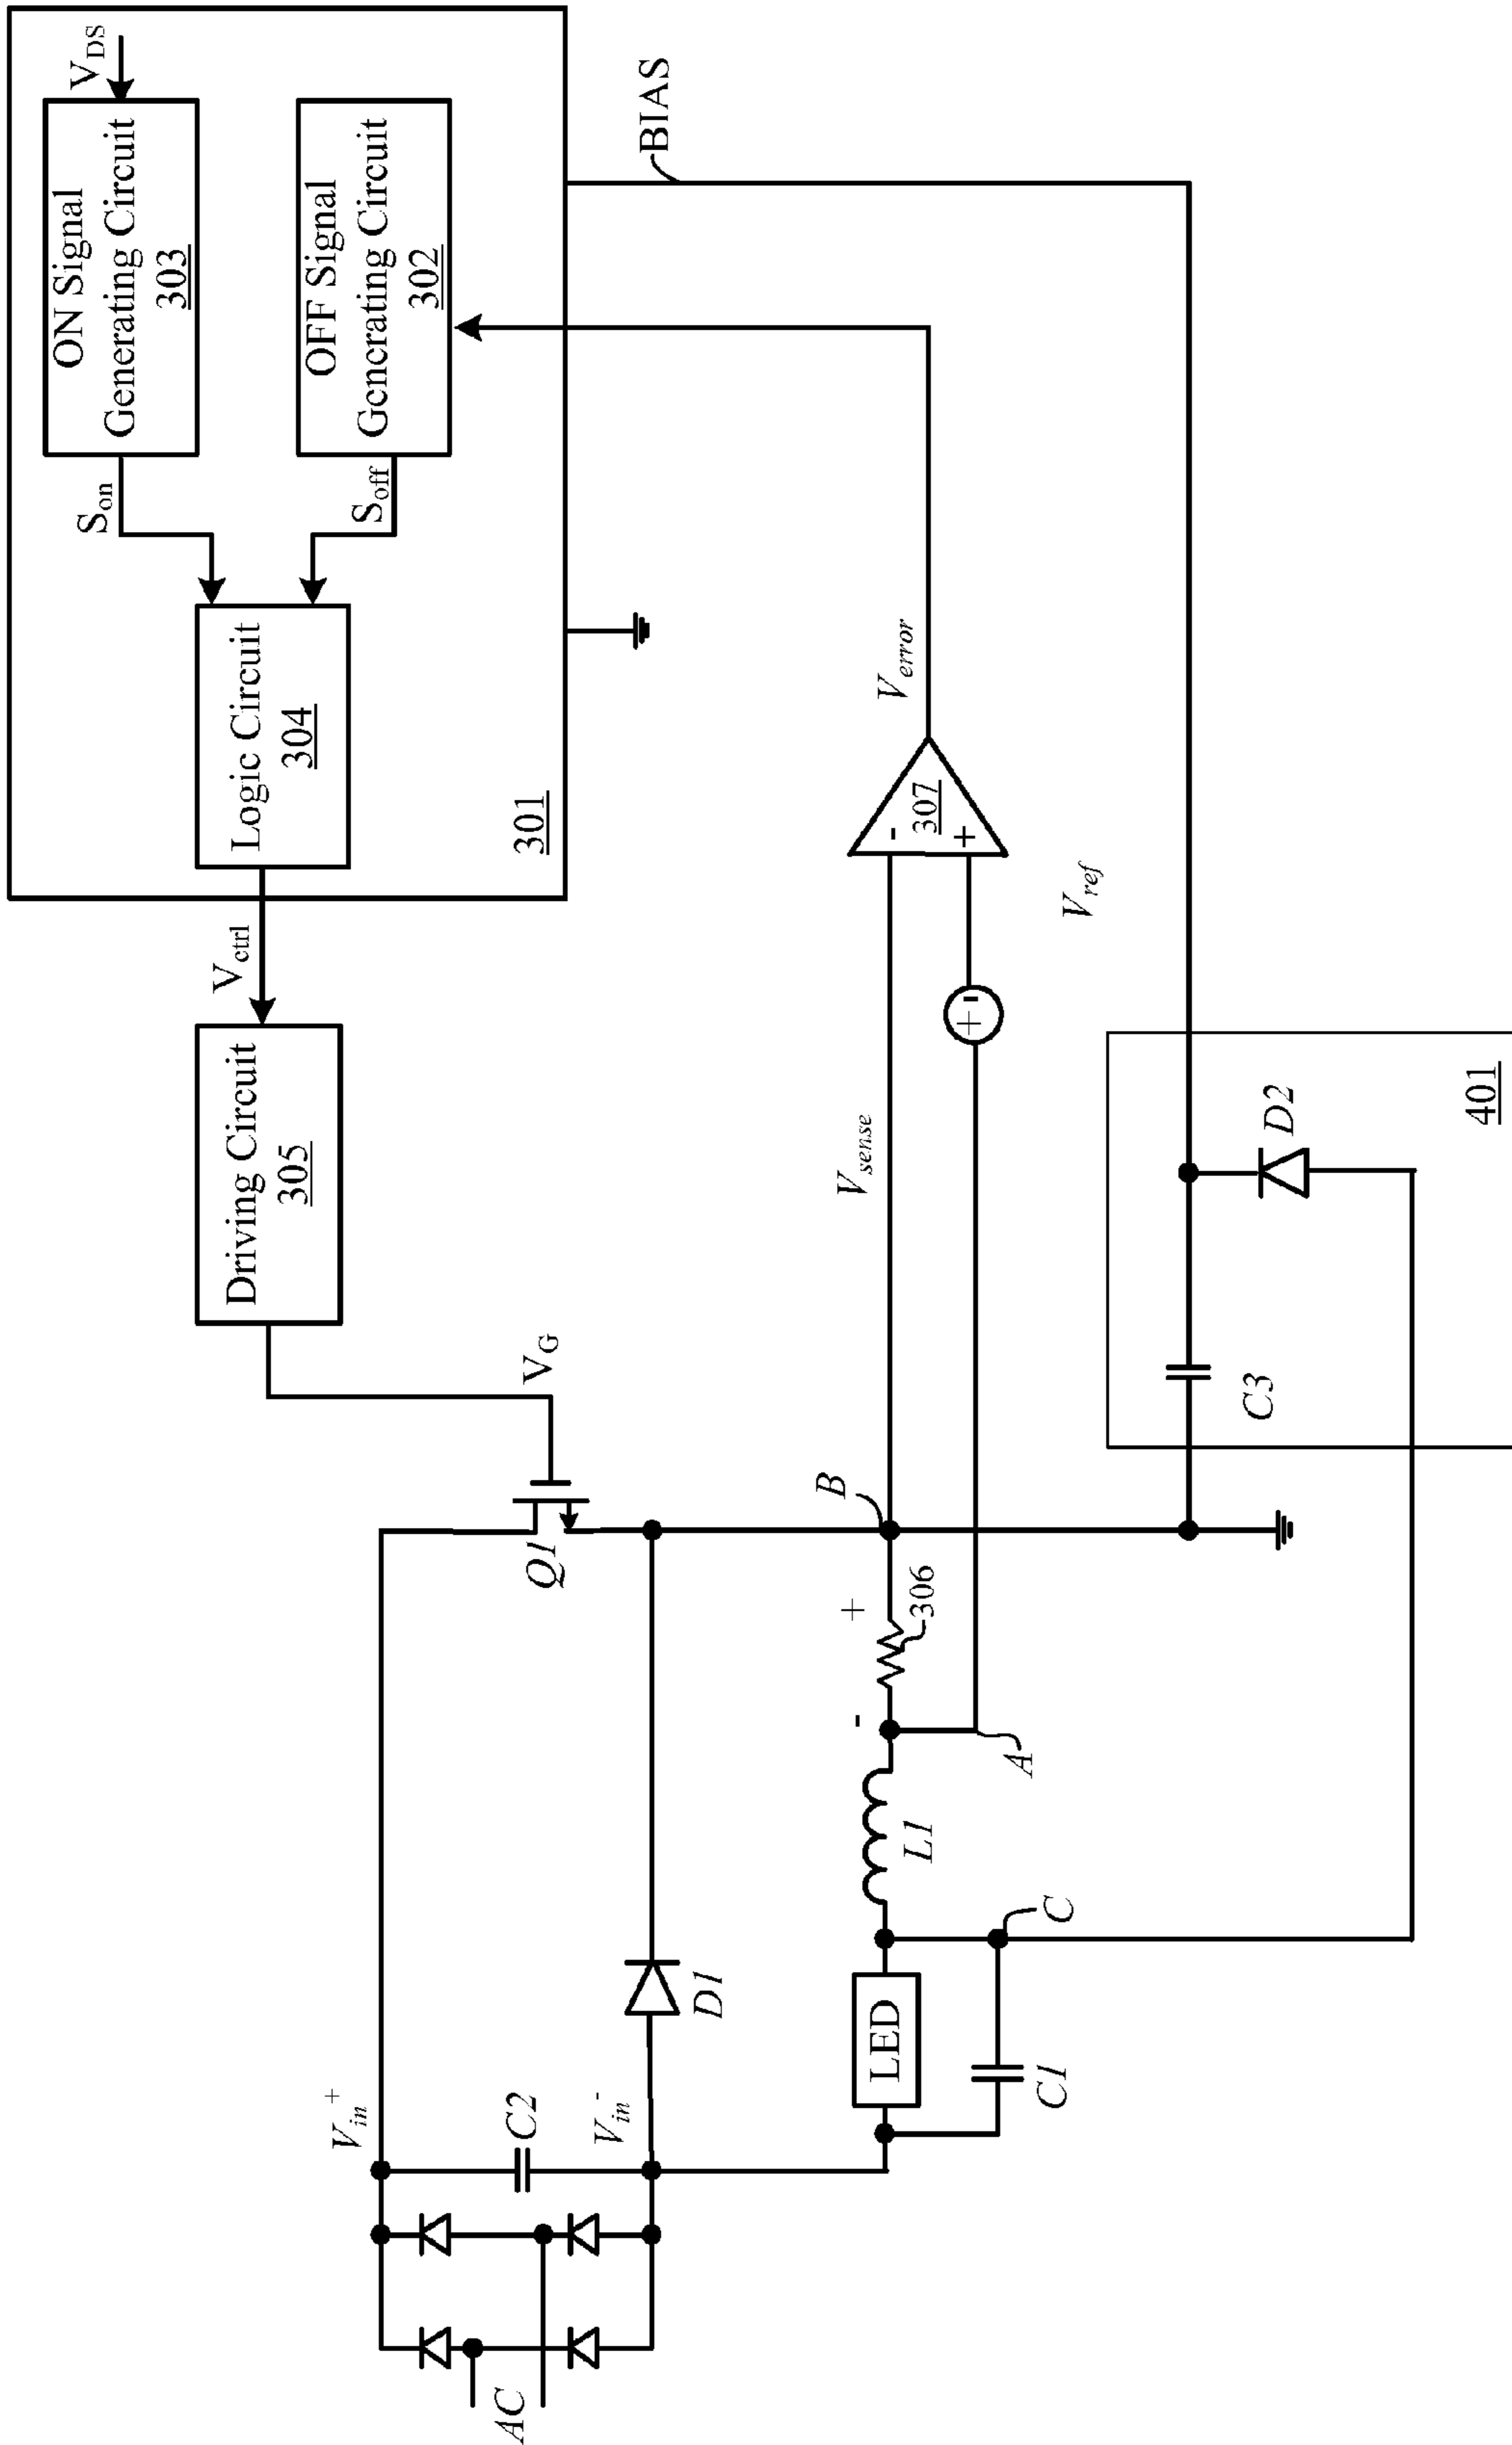 ON Signal
Generating Circuit
303
V_DS
OFF Signal
Gencrating Circuit
302
S_on
S_off
Logic Circuit
304
301
BIAS
V_ctrl
Driving Circuit
305
V_G
Q1
V_in^+
C2
V_in^-
AC
D1
V_error
-
307
+
V_ref
+ -
V_sense
B
+
306
-
A
L1
C
LED
C1
D2
C3
401